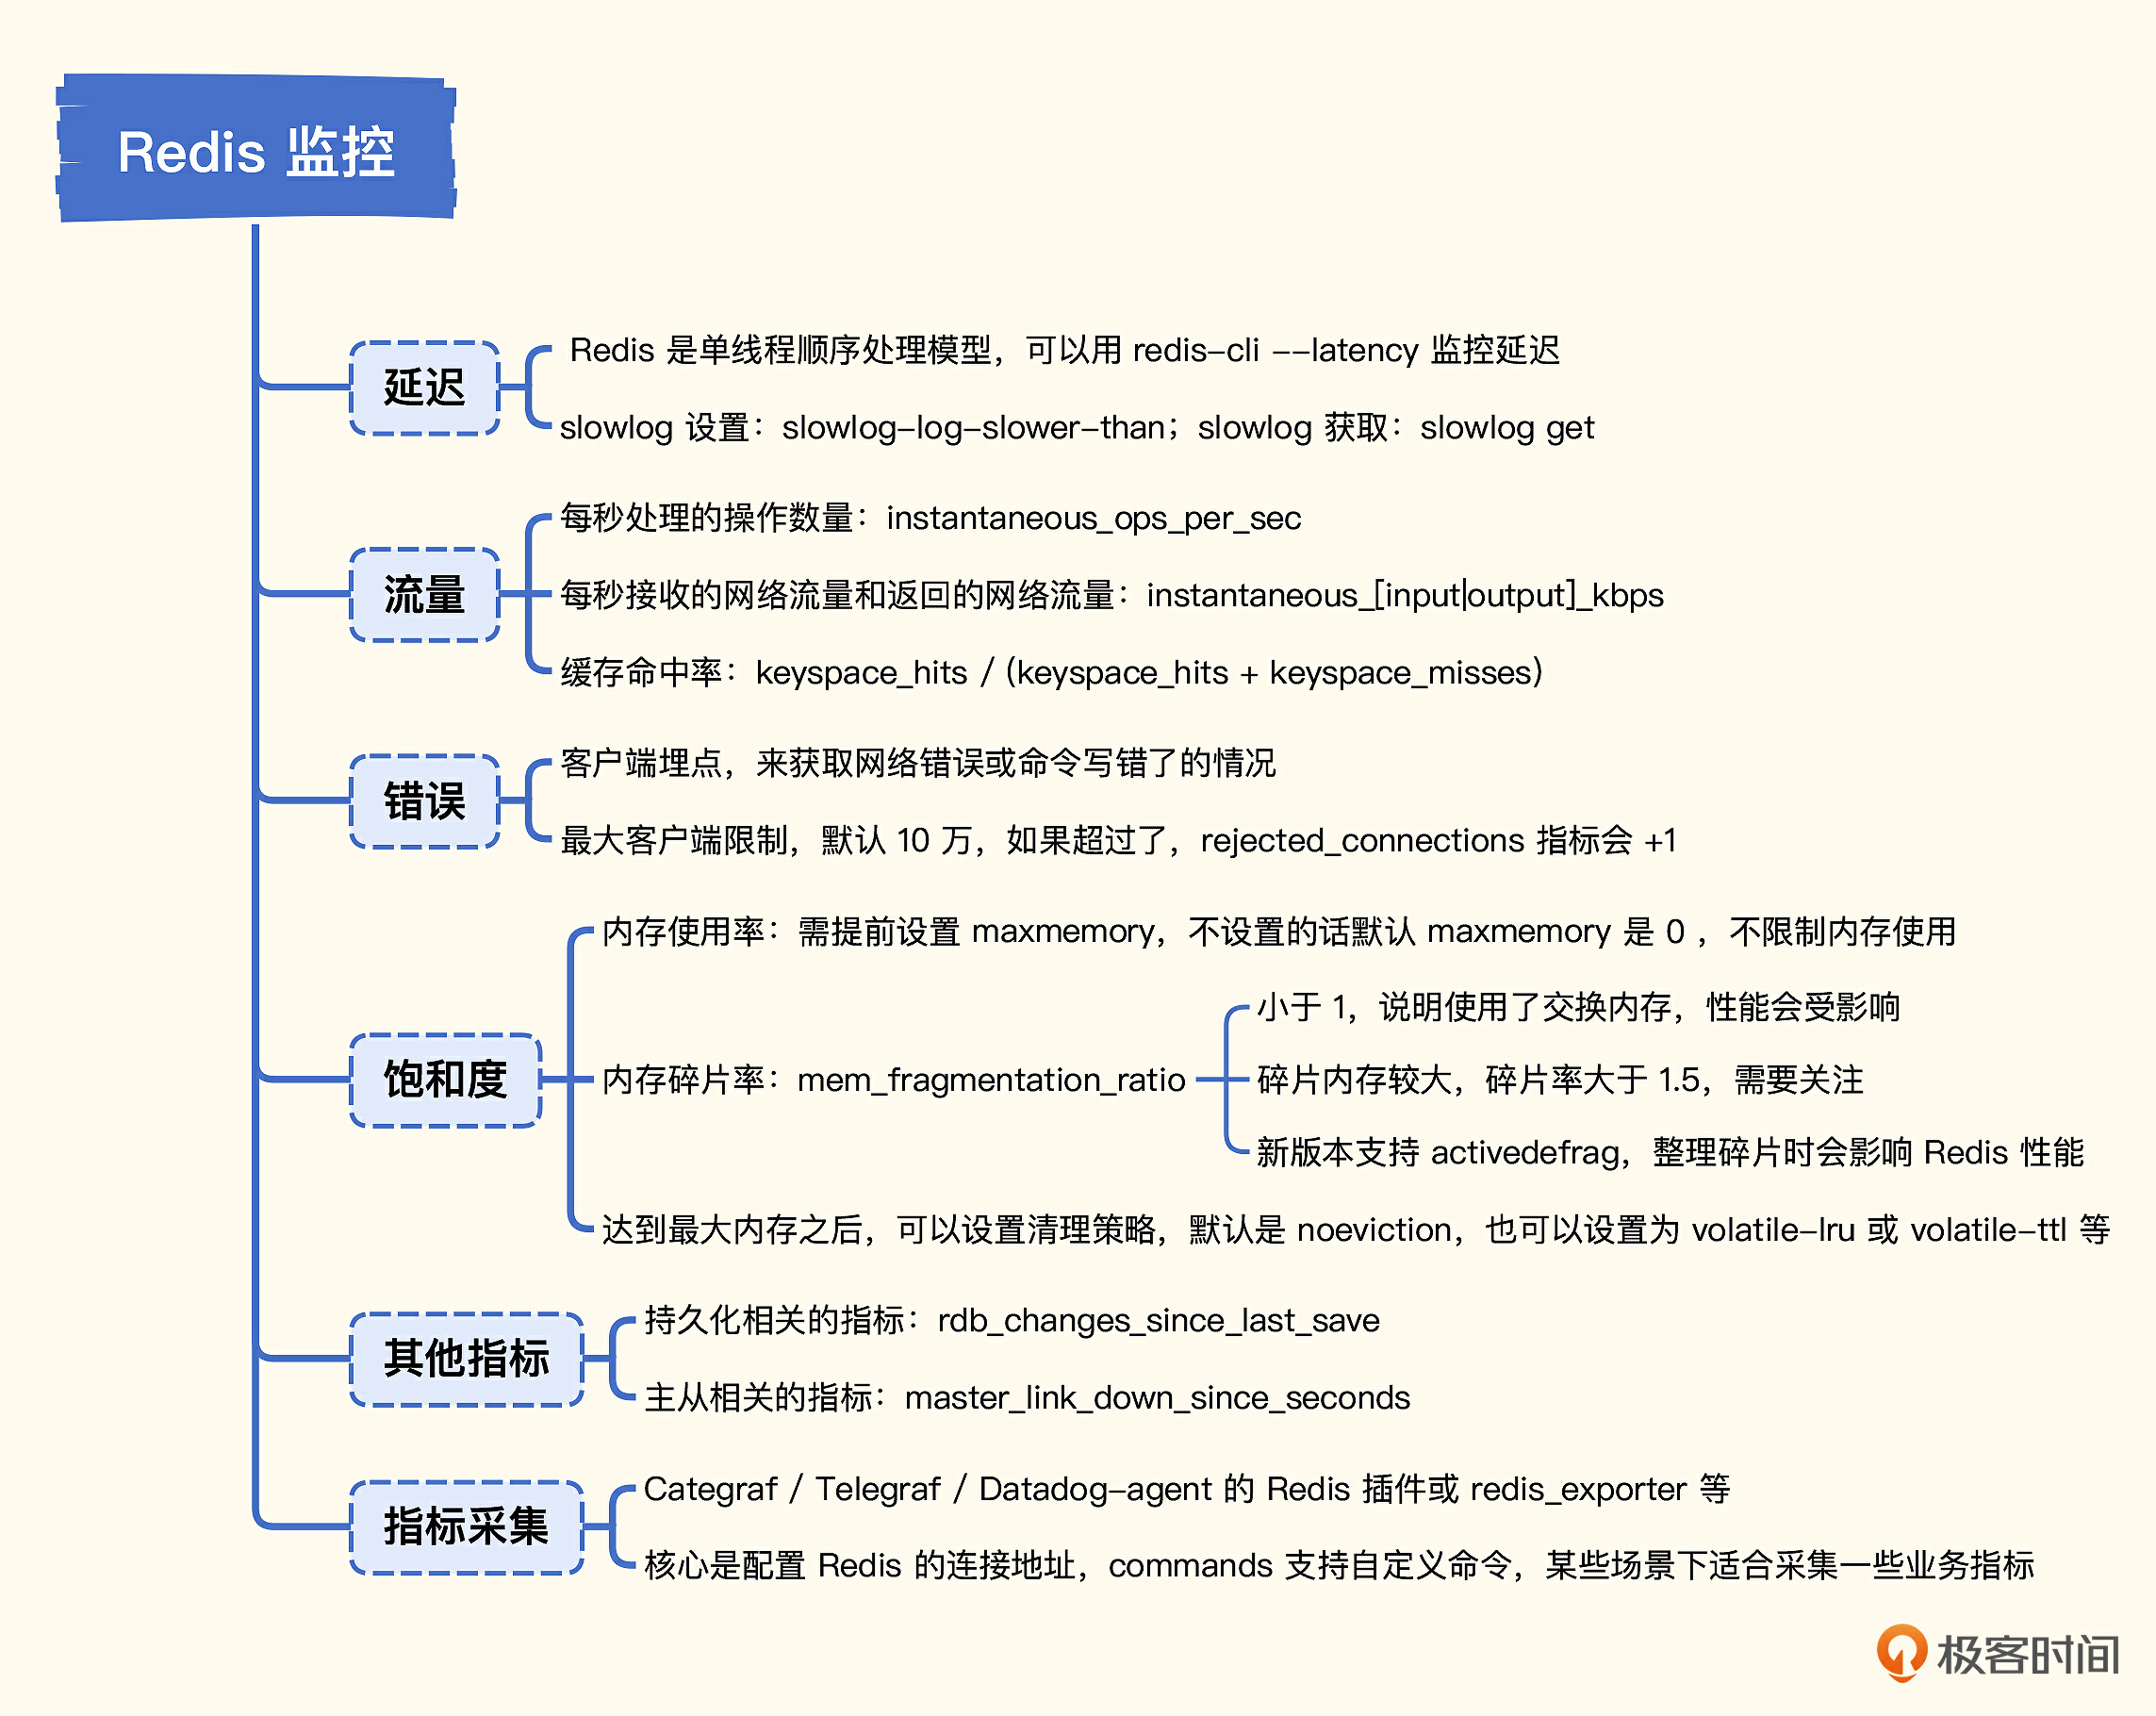 Redis 监控
延迟
Redis 是单线程顺序处理模型，可以用 redis-cli --latency 监控延迟
slowlog 设置：slowlog-log-slower-than；slowlog 获取：slowlog get
流量
每秒处理的操作数量：instantaneous_ops_per_sec
每秒接收的网络流量和返回的网络流量：instantaneous_[input|output]_kbps
缓存命中率：keyspace_hits / (keyspace_hits + keyspace_misses)
错误
客户端埋点，来获取网络错误或命令写错了的情况
最大客户端限制，默认 10 万，如果超过了，rejected_connections 指标会 +1
饱和度
内存使用率：需提前设置 maxmemory，不设置的话默认 maxmemory 是 0 ，不限制内存使用
内存碎片率：mem_fragmentation_ratio
小于 1，说明使用了交换内存，性能会受影响
碎片内存较大，碎片率大于 1.5，需要关注
新版本支持 activedefrag，整理碎片时会影响 Redis 性能
达到最大内存之后，可以设置清理策略，默认是 noeviction，也可以设置为 volatile-lru 或 volatile-ttl 等
其他指标
持久化相关的指标：rdb_changes_since_last_save
主从相关的指标：master_link_down_since_seconds
指标采集
Categraf / Telegraf / Datadog-agent 的 Redis 插件或 redis_exporter 等
核心是配置 Redis 的连接地址，commands 支持自定义命令，某些场景下适合采集一些业务指标
极客时间